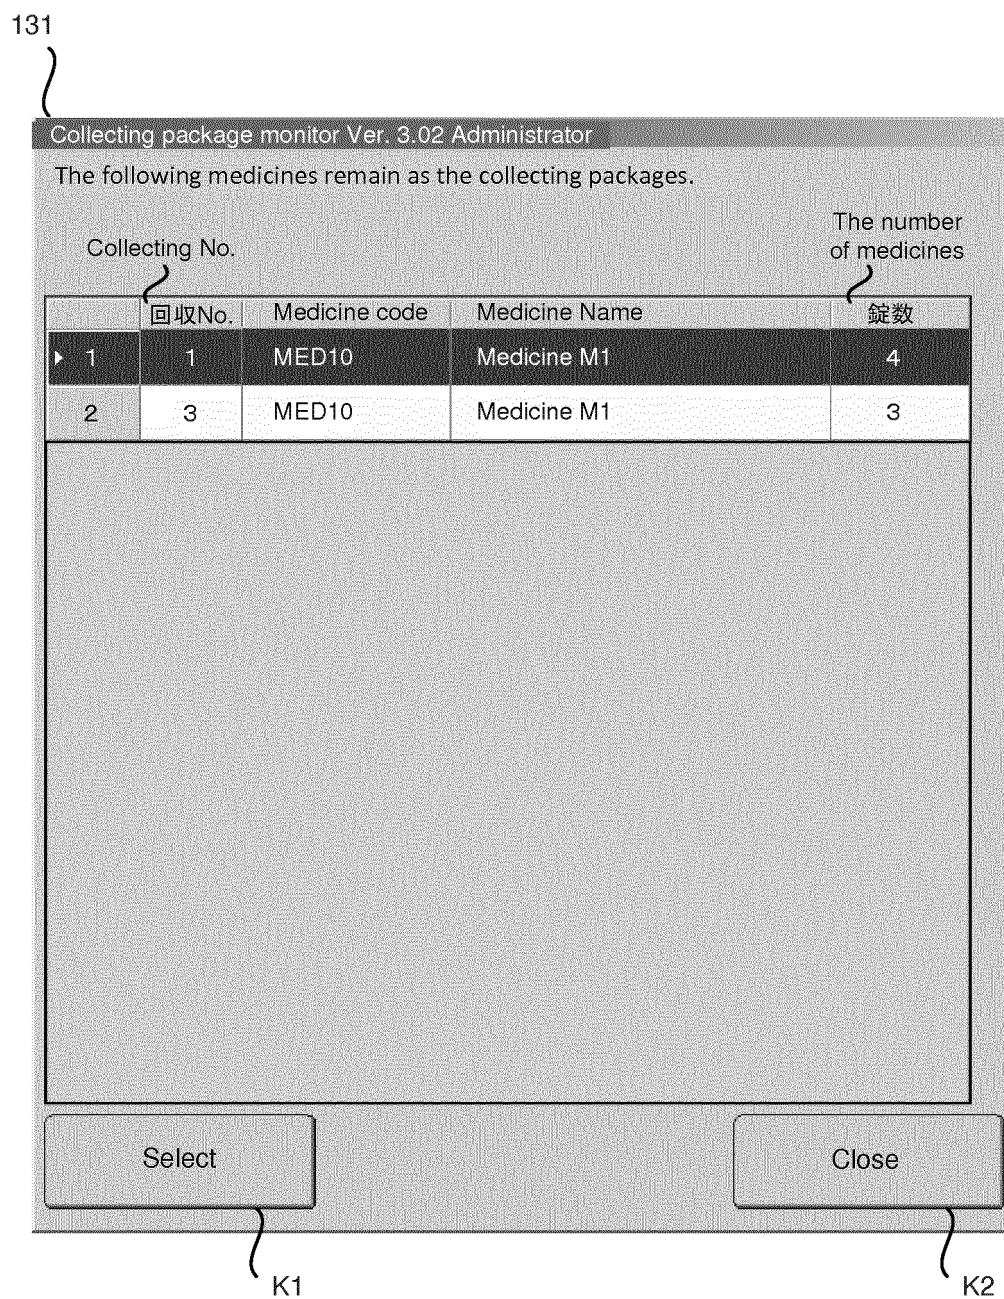 131
Collecting package monitor Ver. 3.02 Administrator
The following medicines remain as the collecting packages.
The number
of medicines
Collecting No.
回収No. Medicine code Medicine Name 錠数
1 1 MED10 Medicine M1 4
2 3 MED10 Medicine M1 3
Select Close
K1 K2